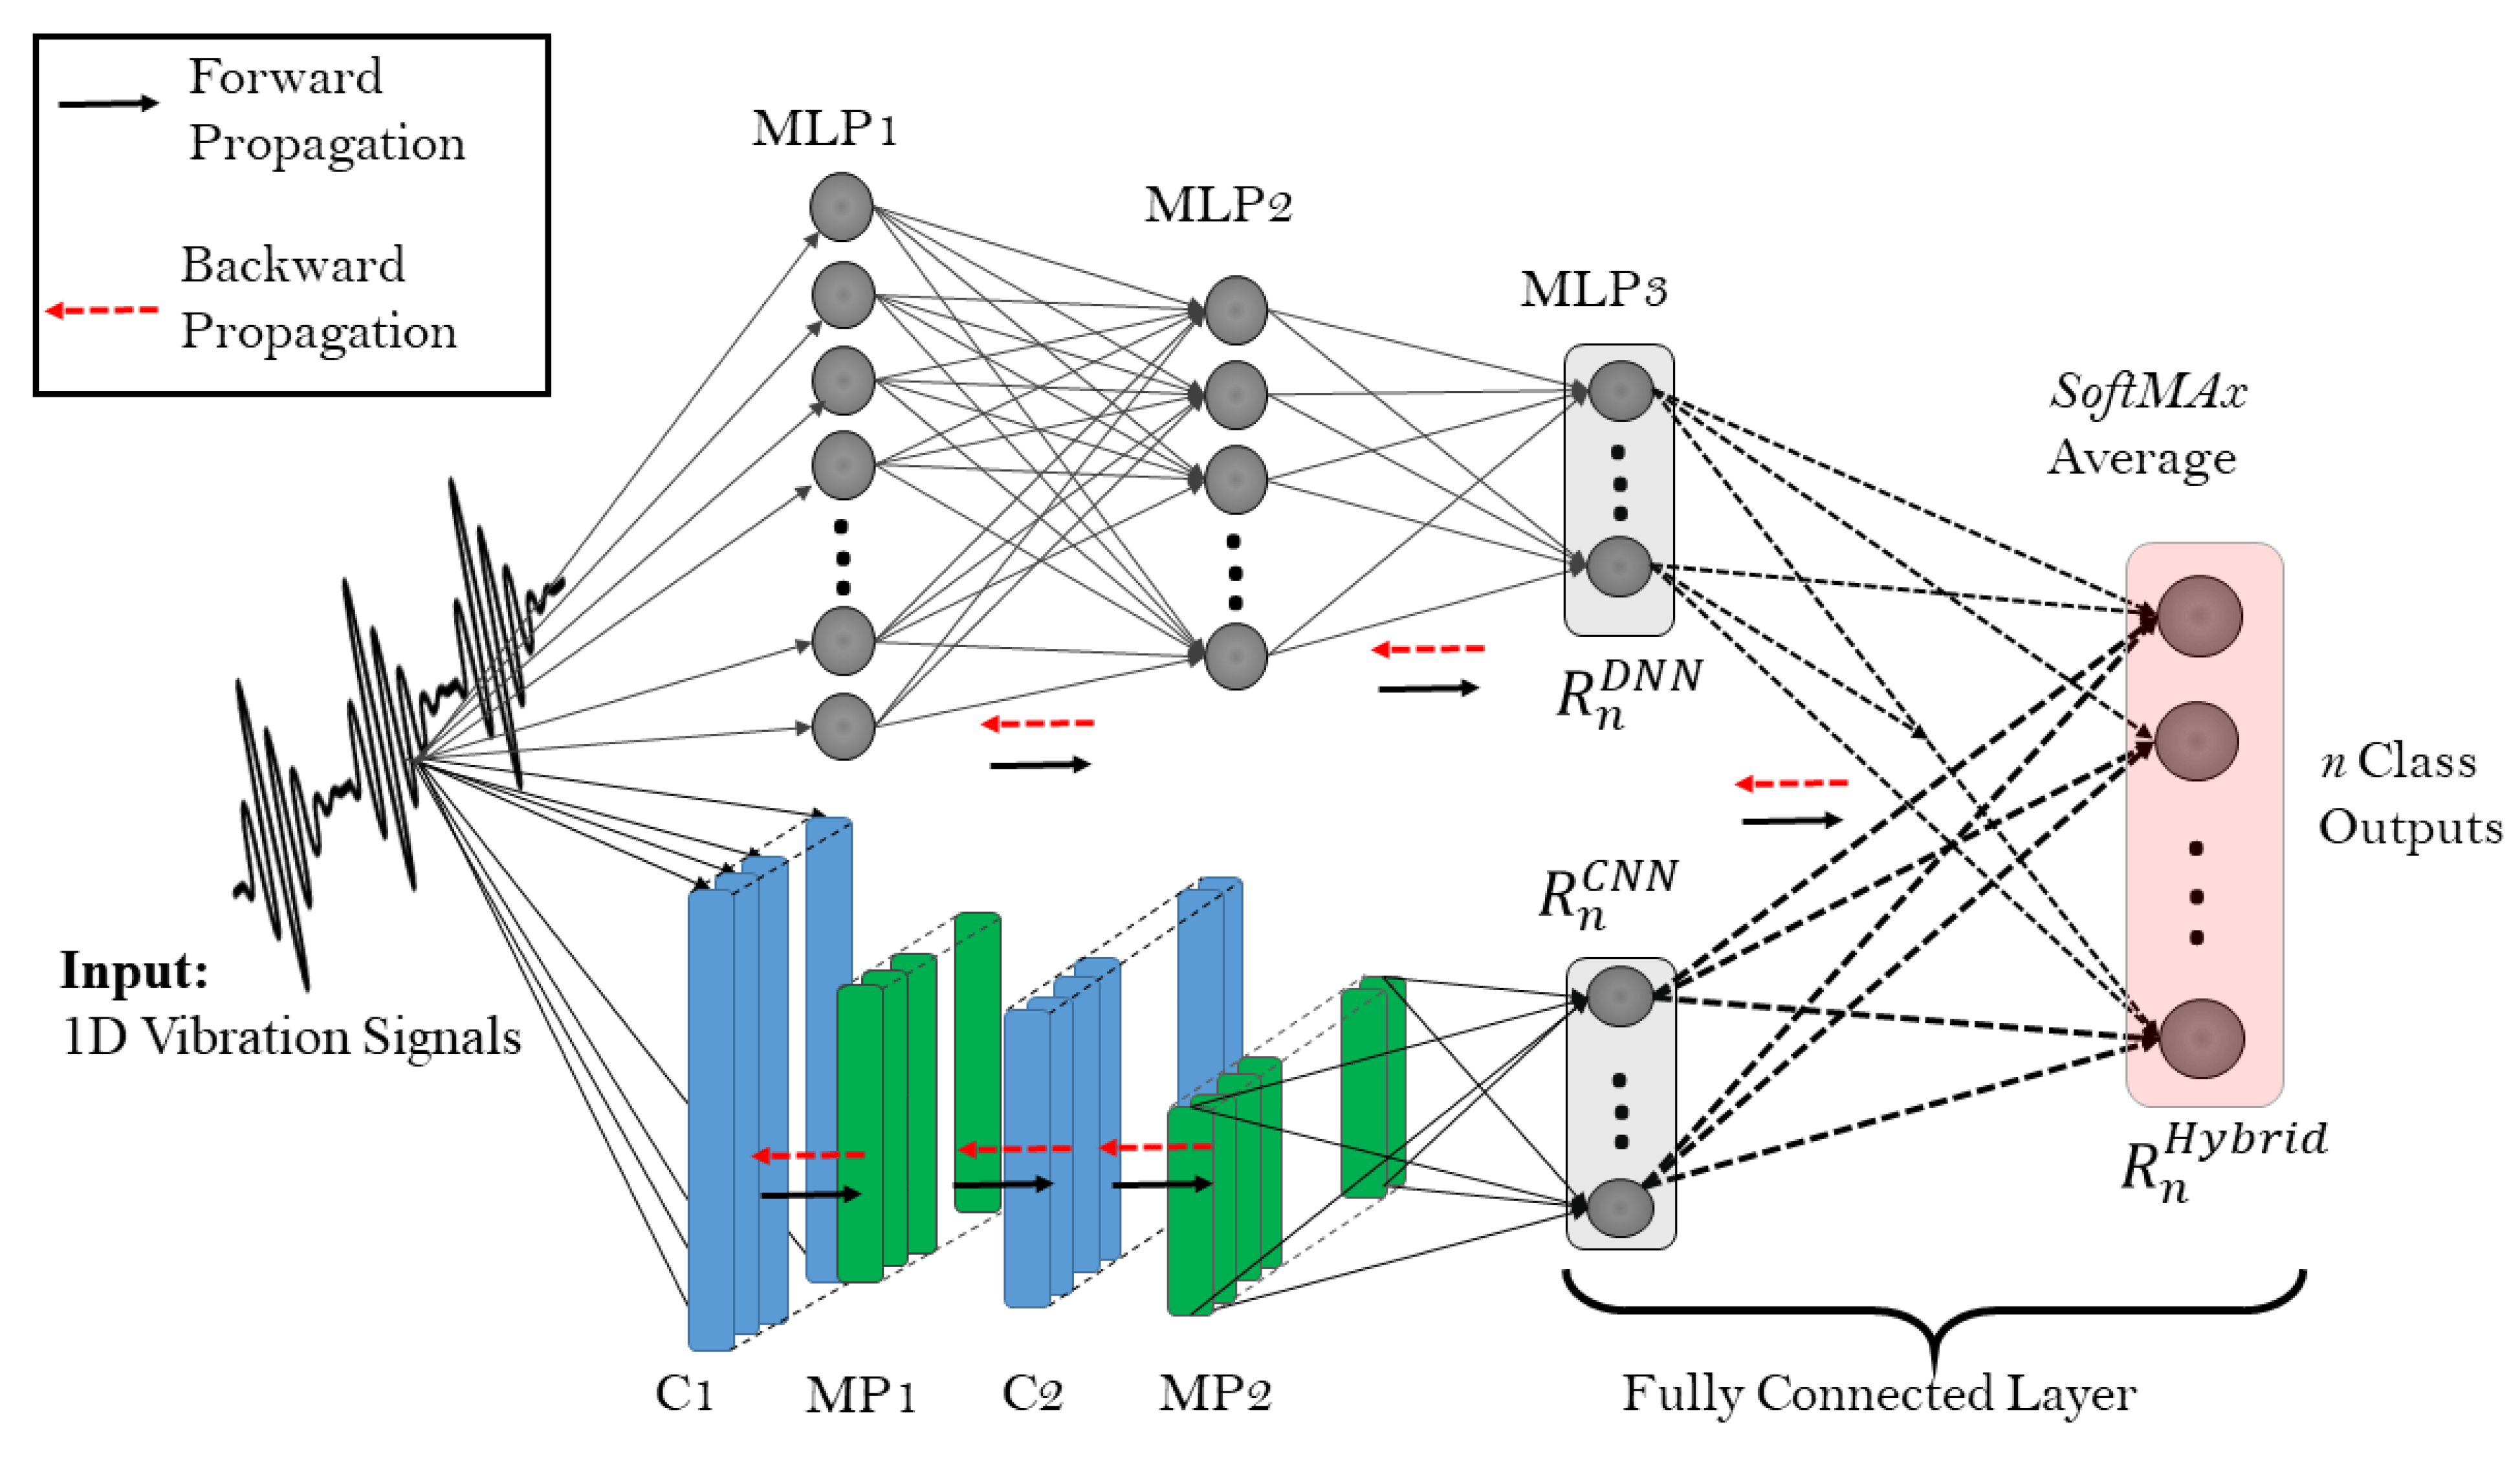 Forward
Propagation
Backward
Propagation
MLP1
MLP2
MLP3
SoftMAx
Average
n Class
Outputs
R_n^{DNN}
R_n^{CNN}
R_n^{Hybrid}
Input:
1D Vibration Signals
C1
MP1
C2
MP2
Fully Connected Layer